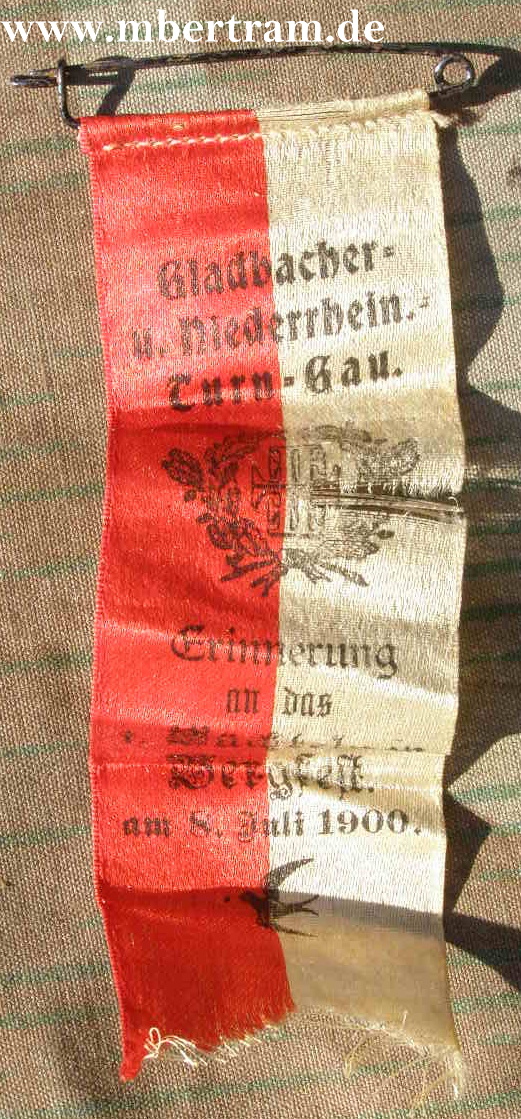 www.mbertram.de
Gladbacher-
u. Niederrhein.-
Turn-Gau.
Erinnerung
an das
Bergfest.
am 8. Juli 1900.